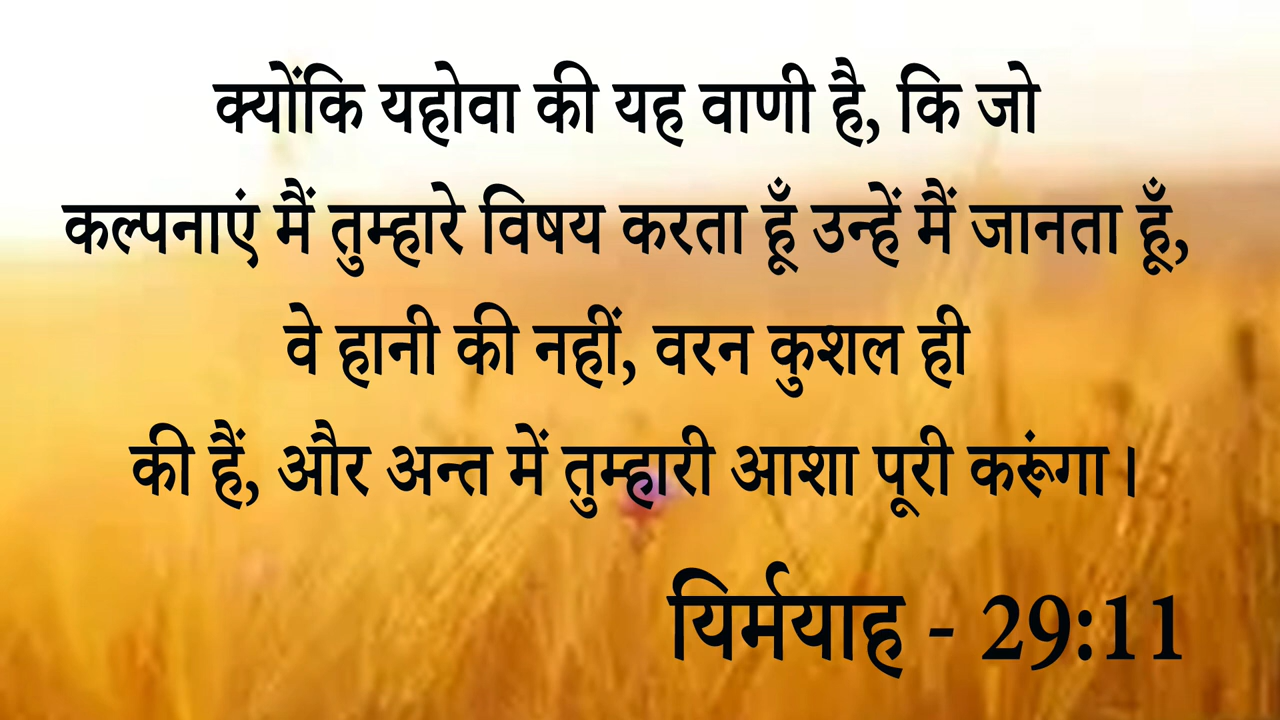 क्योंकि यहोवा की यह वाणी है, कि जो
कल्पनाएं मैं तुम्हारे विषय करता हूँ उन्हें मैं जानता हूँ,
वे हानी की नहीं, वरन कुशल ही
की हैं, और अन्त में तुम्हारी आशा पूरी करूंगा।
यिर्मयाह - 29:11